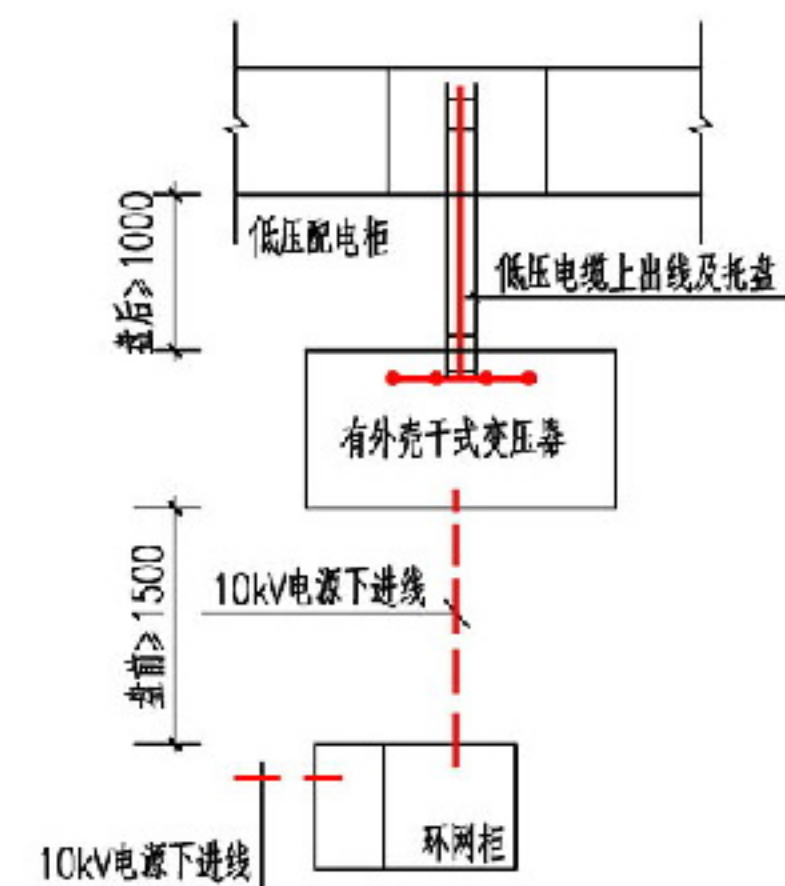 低压配电柜
盘后≥1000
低压电缆上出线及托盘
有外壳干式变压器
10kV电源下进线
盘前≥1500
环网柜
10kV电源下进线